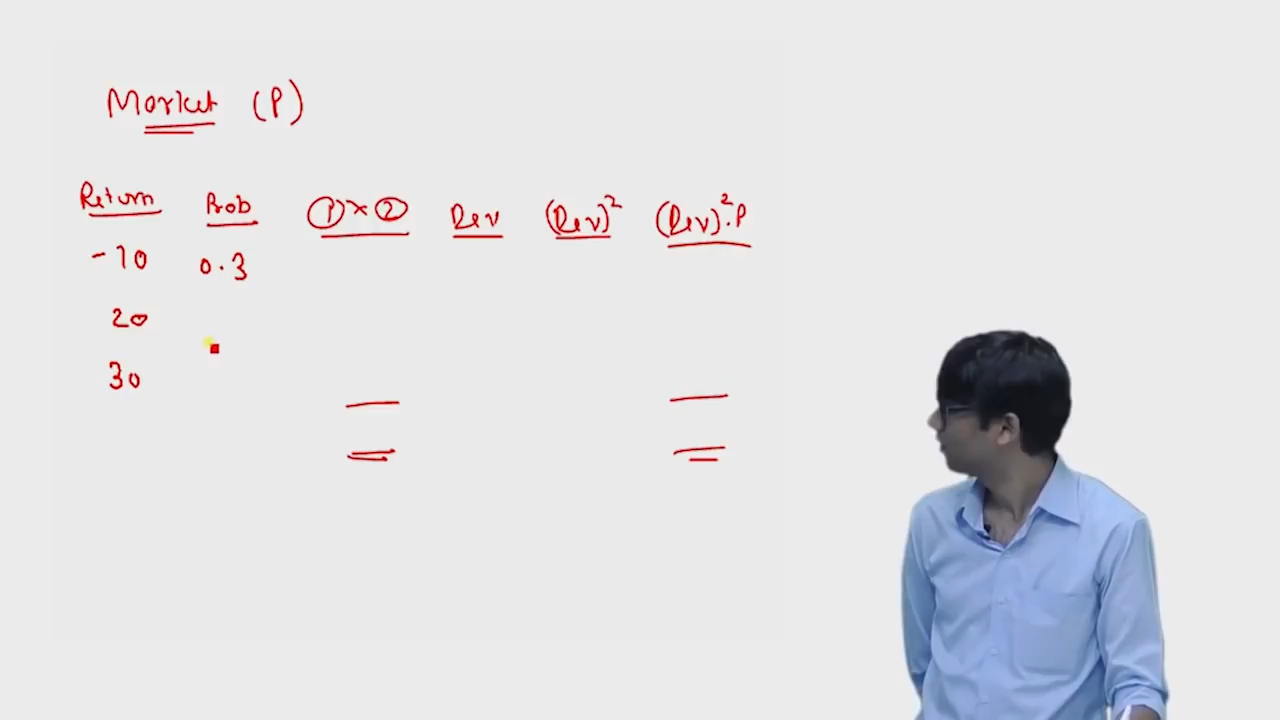 Market (P)
Return Prob ① × ② Dev (Dev)² (Dev)².P
-10 0.3
20
30